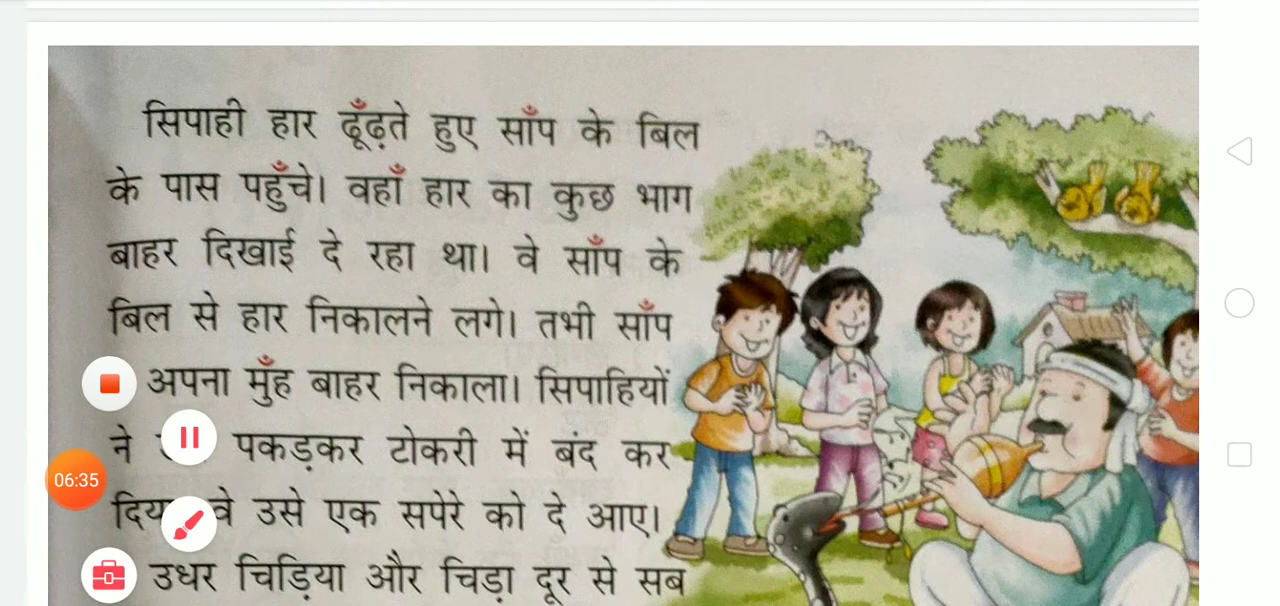 सिपाही हार ढूँढ़ते हुए साँप के बिल
के पास पहुँचे। वहाँ हार का कुछ भाग
बाहर दिखाई दे रहा था। वे साँप के
बिल से हार निकालने लगे। तभी साँप
अपना मुँह बाहर निकाला। सिपाहियों
ने पकड़कर टोकरी में बंद कर
वे उसे एक सपेरे को दे आए।
उधर चिड़िया और चिड़ा दूर से सब
06:35